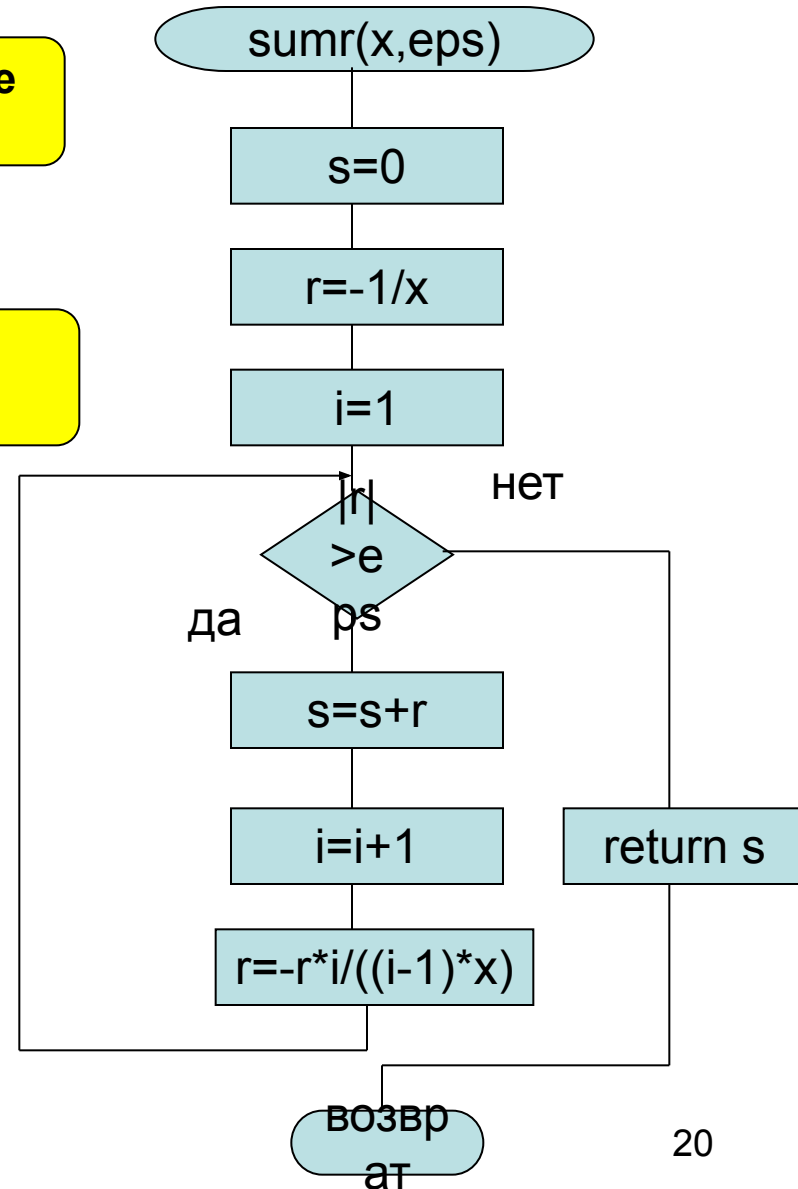 sumr(x,eps)
е
s=0
r=-1/x
i=1
|r|
>e
ps
нет
да
s=s+r
i=i+1
return s
r=-r*i/((i-1)*x)
возвр
ат
20